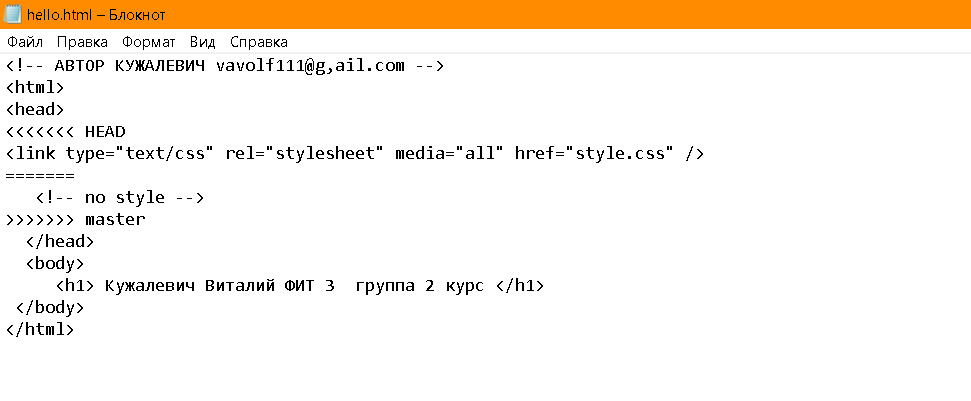 hello.html – Блокнот
Файл Правка Формат Вид Справка
<!-- АВТОР КУЖАЛЕВИЧ vavolf111@g,ail.com -->
<html>
<head>
<<<<<<< HEAD
<link type="text/css" rel="stylesheet" media="all" href="style.css" />
=======
   <!-- no style -->
>>>>>>> master
  </head>
  <body>
     <h1> Кужалевич Виталий ФИТ 3  группа 2 курс </h1>
 </body>
</html>